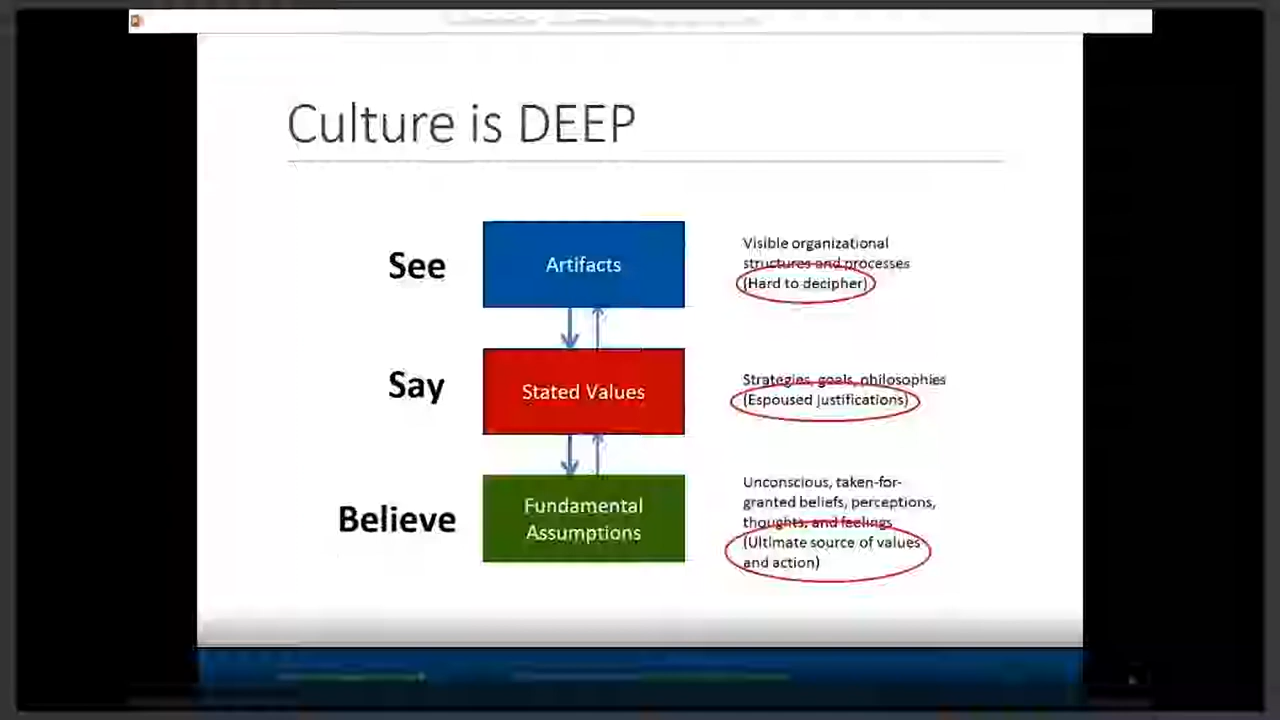 Culture is DEEP
See
Artifacts
Visible organizational
structures and processes
(Hard to decipher)
Say
Stated Values
Strategies, goals, philosophies
(Espoused justifications)
Believe
Fundamental
Assumptions
Unconscious, taken-for-
granted beliefs, perceptions,
thoughts, and feelings
(Ultimate source of values
and action)